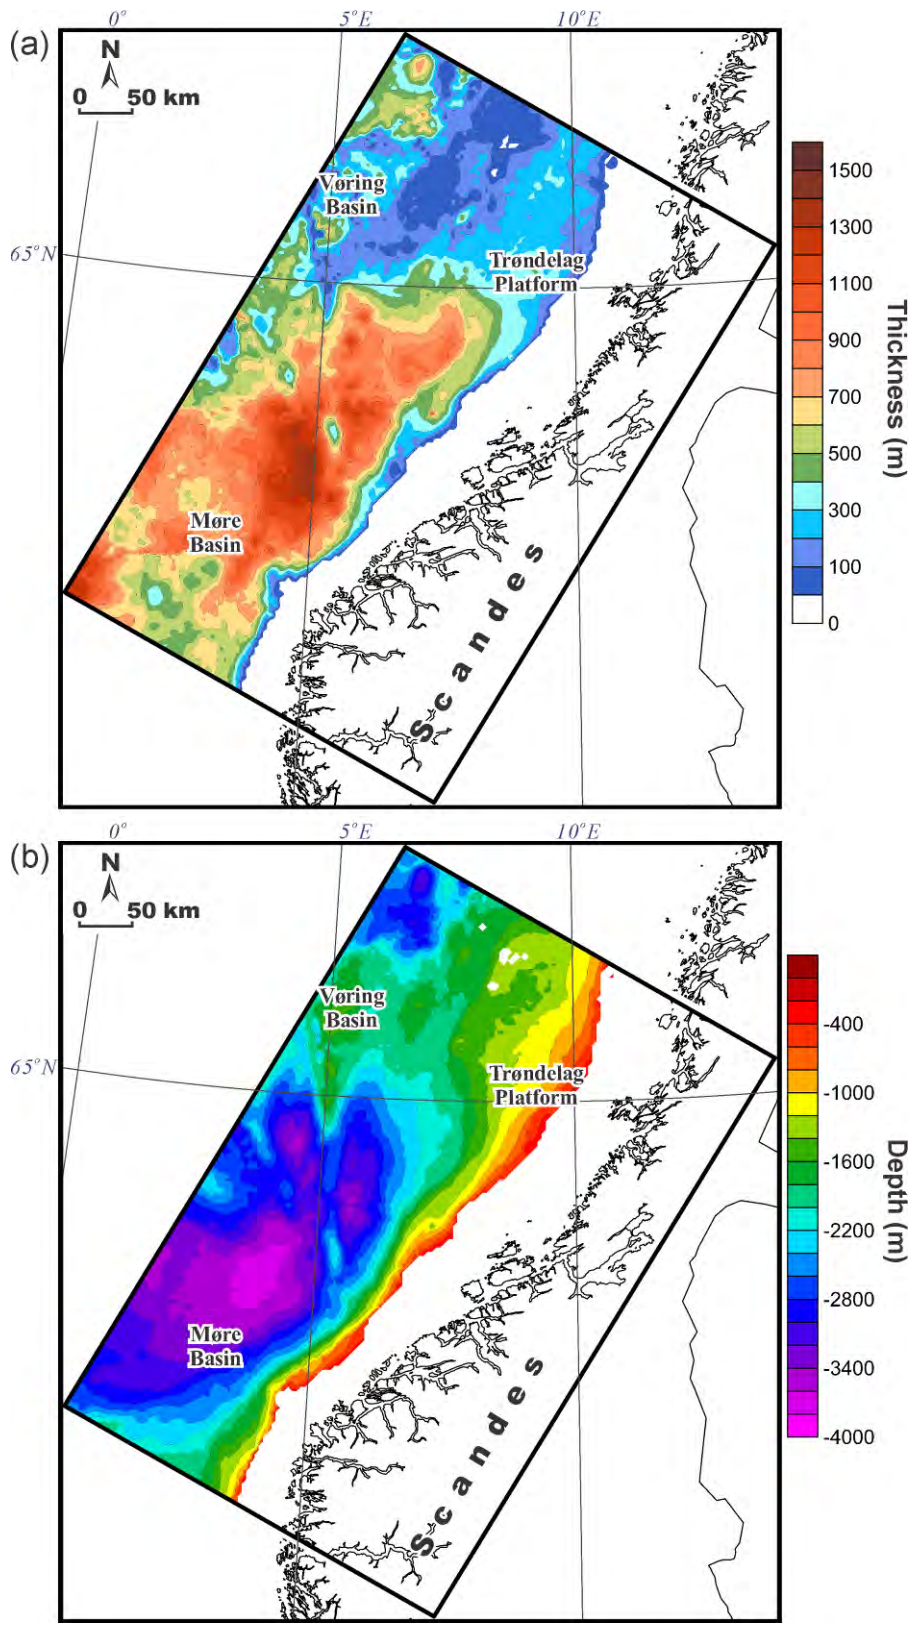 0°
5°E
10°E
(a)
N
0 50 km
Vøring
Basin
65°N
Trøndelag
Platform
Møre
Basin
Scandes
1500
1300
1100
900
700
500
300
100
0
Thickness (m)
0°
5°E
10°E
(b)
N
0 50 km
Vøring
Basin
65°N
Trøndelag
Platform
Møre
Basin
Scandes
-400
-1000
-1600
-2200
-2800
-3400
-4000
Depth (m)